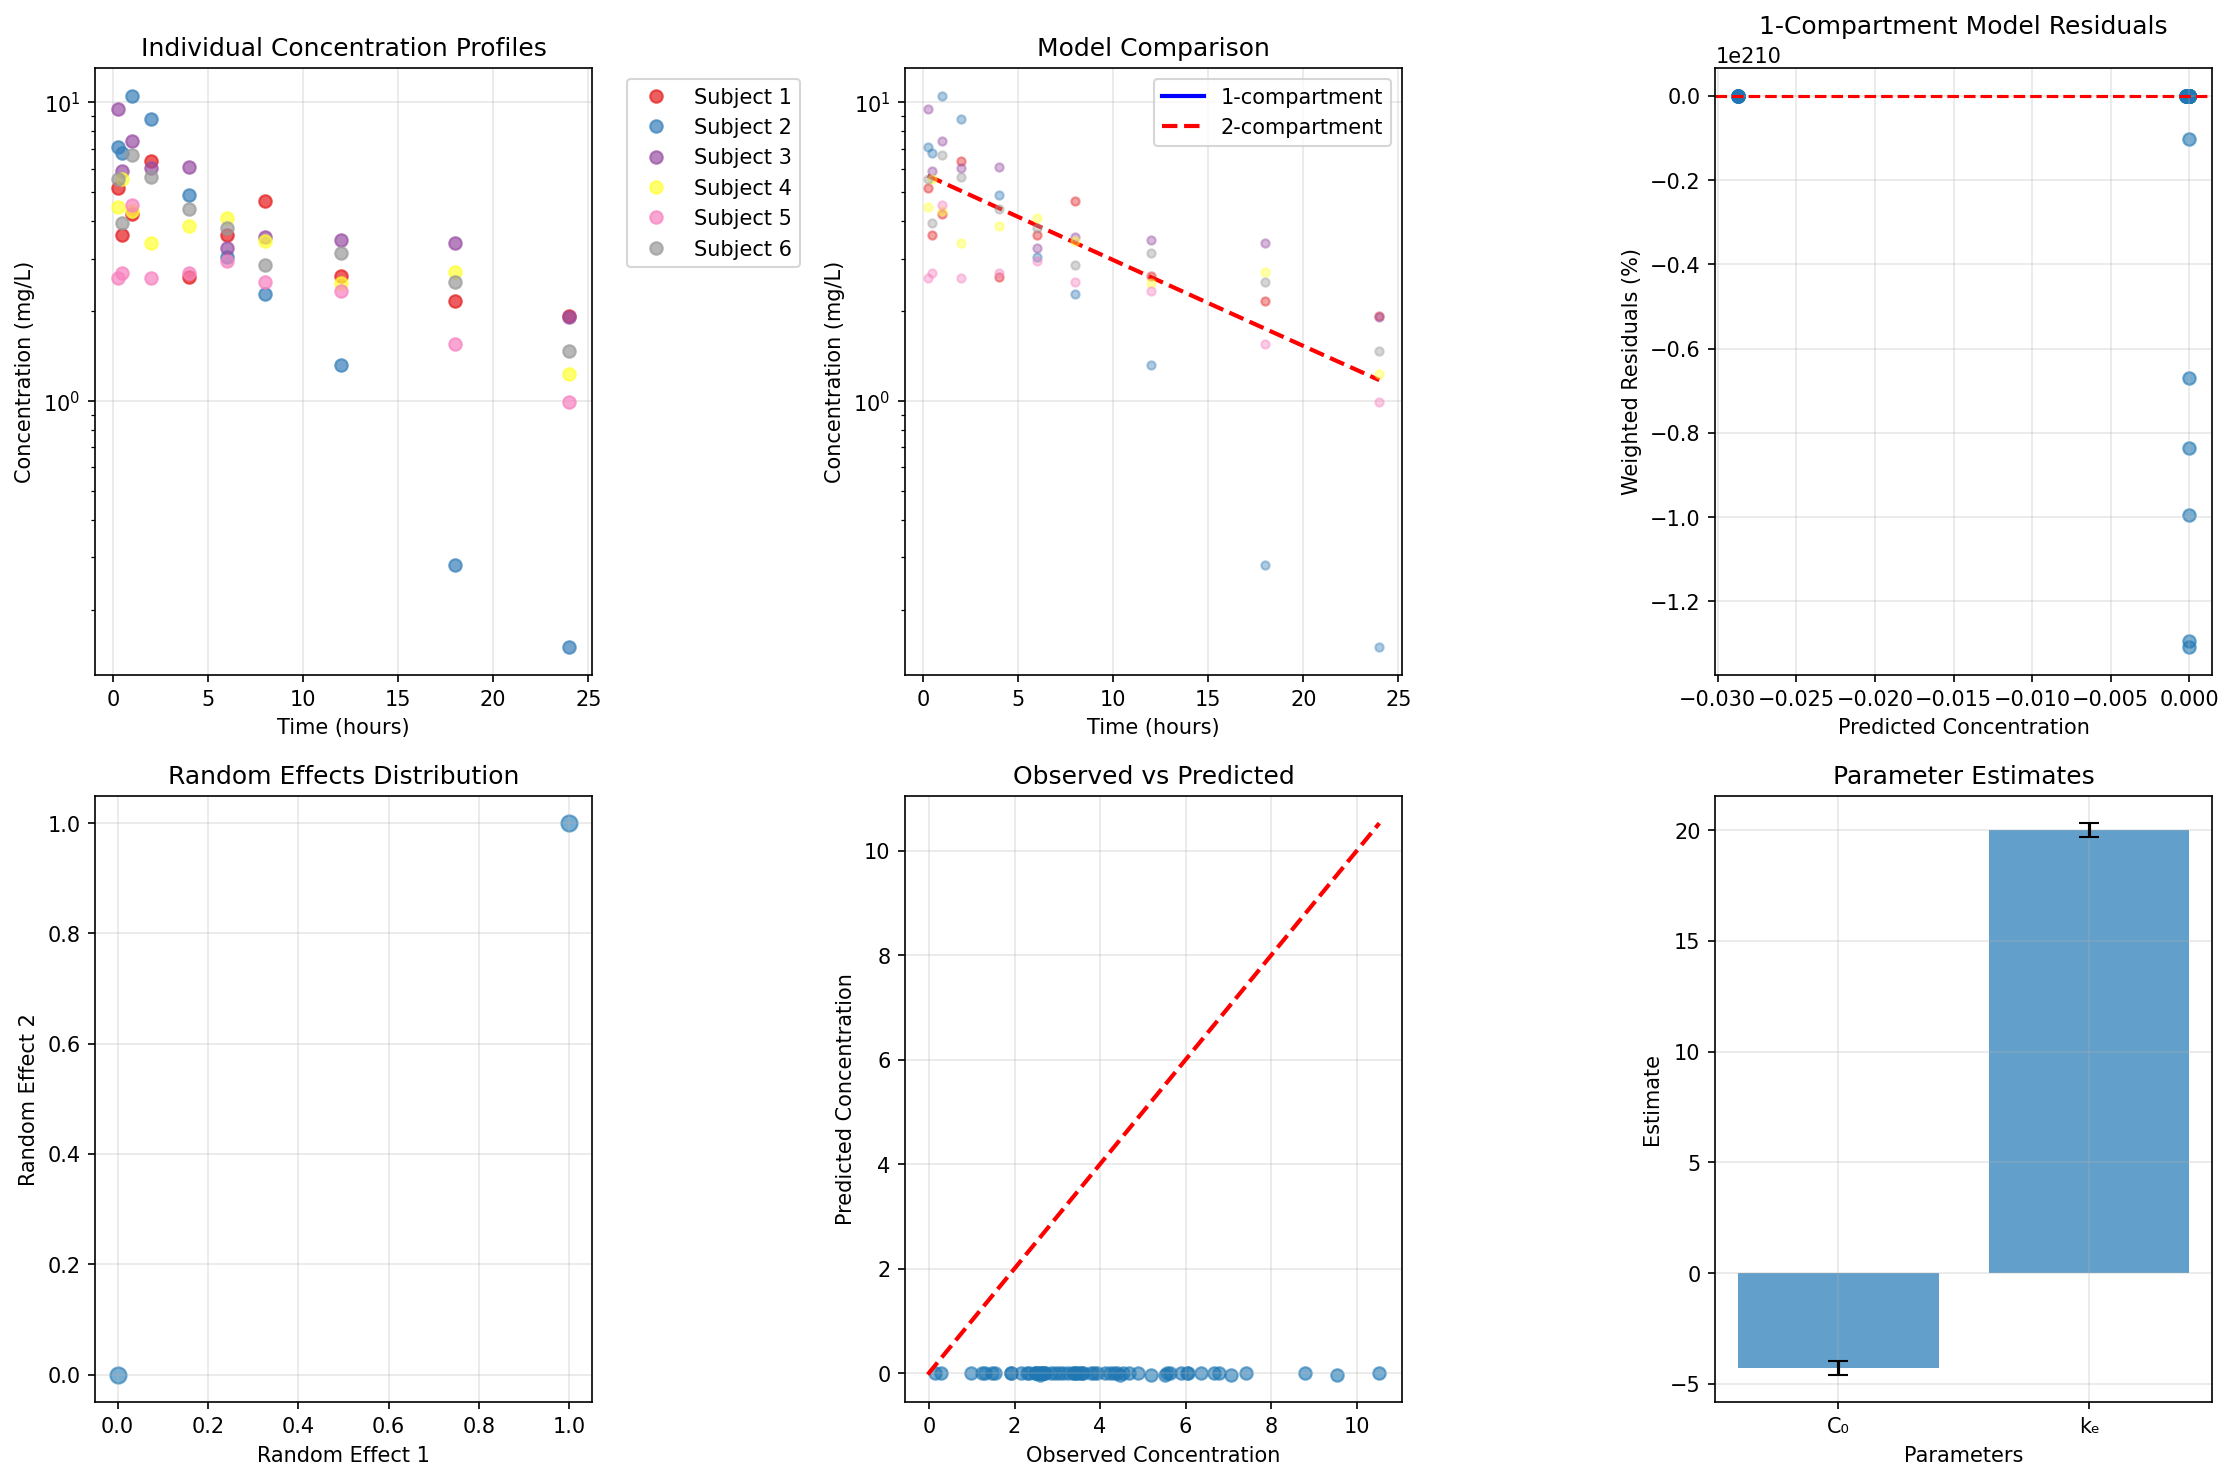 Individual Concentration Profiles
10¹
10⁰
Concentration (mg/L)
0 5 10 15 20 25
Time (hours)
Subject 1
Subject 2
Subject 3
Subject 4
Subject 5
Subject 6
Model Comparison
1-compartment
2-compartment
10¹
10⁰
Concentration (mg/L)
0 5 10 15 20 25
Time (hours)
1-Compartment Model Residuals
1e210
0.0
−0.2
−0.4
−0.6
−0.8
−1.0
−1.2
Weighted Residuals (%)
−0.030 −0.025 −0.020 −0.015 −0.010 −0.005 0.000
Predicted Concentration
Random Effects Distribution
1.0
0.8
0.6
0.4
0.2
0.0
Random Effect 2
0.0 0.2 0.4 0.6 0.8 1.0
Random Effect 1
Observed vs Predicted
10
8
6
4
2
0
Predicted Concentration
0 2 4 6 8 10
Observed Concentration
Parameter Estimates
20
15
10
5
0
−5
Estimate
C₀ kₑ
Parameters